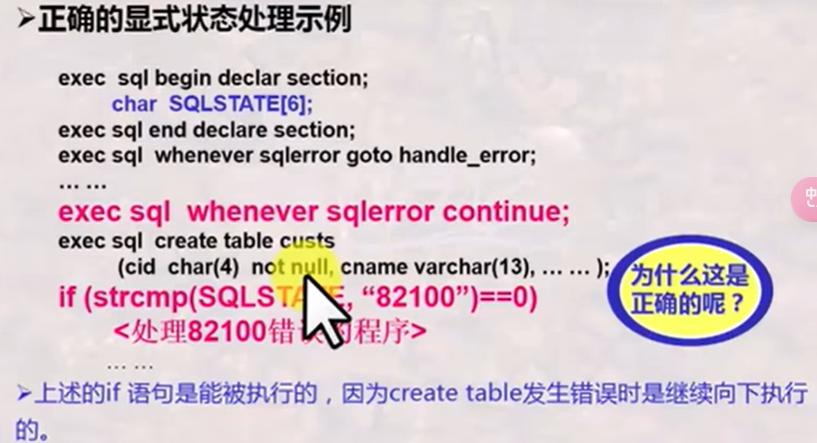 ➢正确的显式状态处理示例
exec sql begin declar section;
char SQLSTATE[6];
exec sql end declare section;
exec sql whenever sqlerror goto handle_error;
… …
exec sql whenever sqlerror continue;
exec sql create table custs
(cid char(4) not null, cname varchar(13), … … );
if (strcmp(SQLSTATE, “82100”)==0)
<处理82100错误的程序>
… …
为什么这是
正确的呢？
➢上述的if 语句是能被执行的，因为create table发生错误时是继续向下执行
的。
中